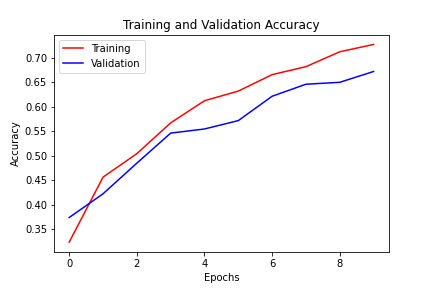 Training and Validation Accuracy
Training
Validation
0.70
0.65
0.60
0.55
0.50
0.45
0.40
0.35
Accuracy
0 2 4 6 8
Epochs